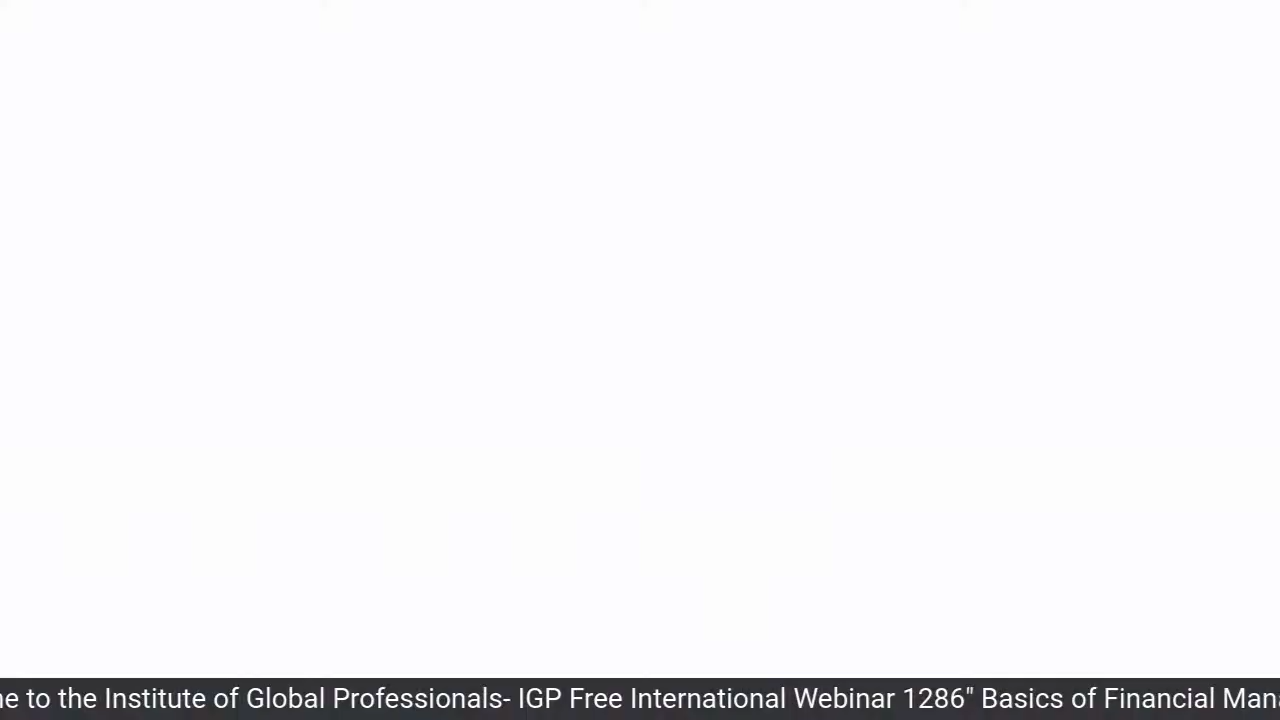 to the Institute of Global Professionals- IGP Free International Webinar 1286" Basics of Financial